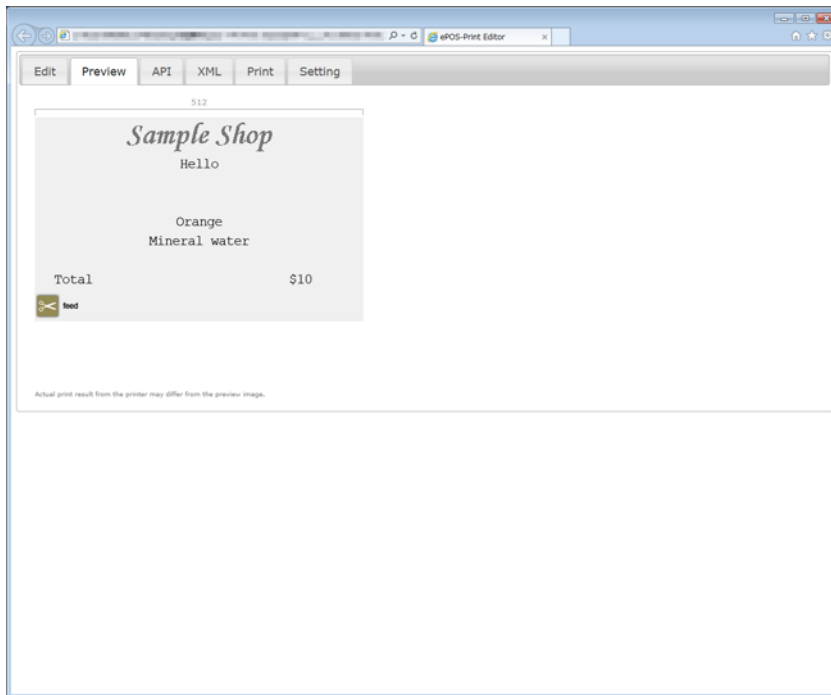 ePOS-Print Editor
Edit Preview API XML Print Setting
512
Sample Shop
Hello
Orange
Mineral water
Total $10
feed
Actual print result from the printer may differ from the preview image.